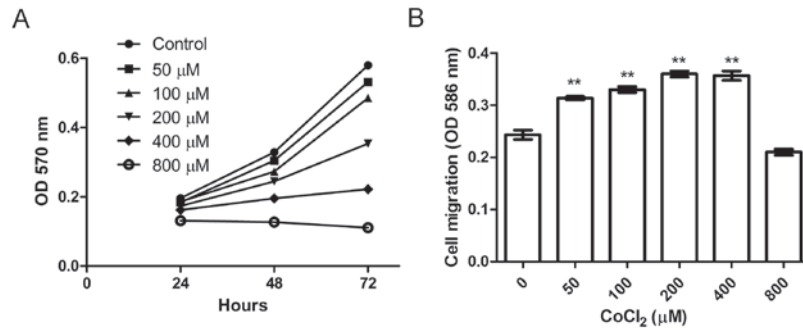 A
Control
50 μM
100 μM
200 μM
400 μM
800 μM
OD 570 nm
0.6
0.4
0.2
0.0
0 24 48 72
Hours
B
Cell migration (OD 586 nm)
0.4
0.3
0.2
0.1
0.0
** ** ** **
0 50 100 200 400 800
CoCl₂ (μM)